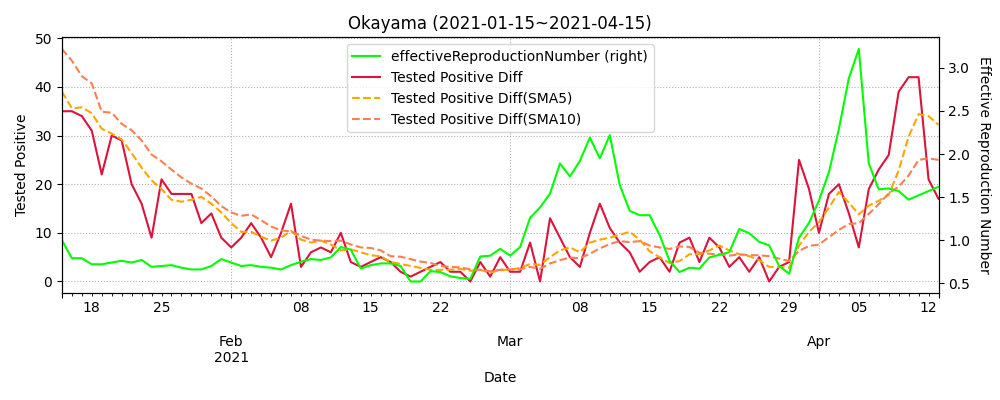 Okayama (2021-01-15~2021-04-15)
effectiveReproductionNumber (right)
Tested Positive Diff
Tested Positive Diff(SMA5)
Tested Positive Diff(SMA10)
Tested Positive
50
40
30
20
10
0
Effective Reproduction Number
3.0
2.5
2.0
1.5
1.0
0.5
18 25 08 15 22 08 15 22 29 05 12
Feb Mar Apr
2021
Date